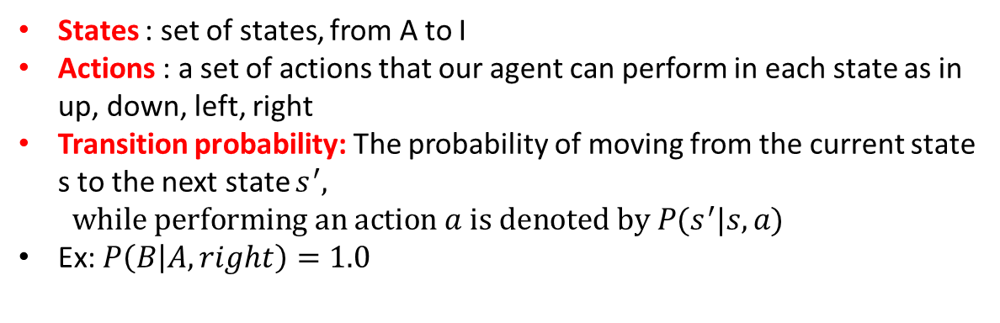 • States : set of states, from A to I
• Actions : a set of actions that our agent can perform in each state as in
up, down, left, right
• Transition probability: The probability of moving from the current state
s to the next state s′,
while performing an action a is denoted by P(s′|s, a)
• Ex: P(B|A, right) = 1.0